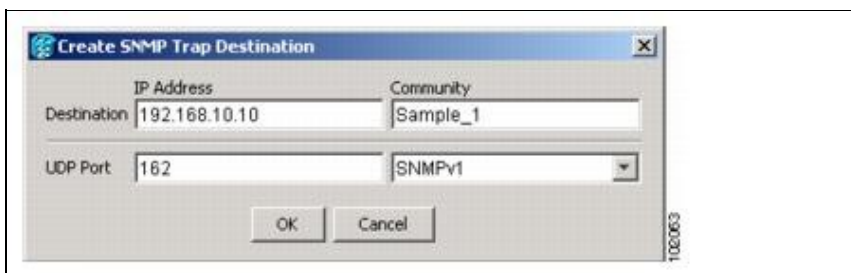 Create SNMP Trap Destination
IP Address Community
Destination 192.168.10.10 Sample_1
UDP Port 162 SNMPv1
OK Cancel
102063